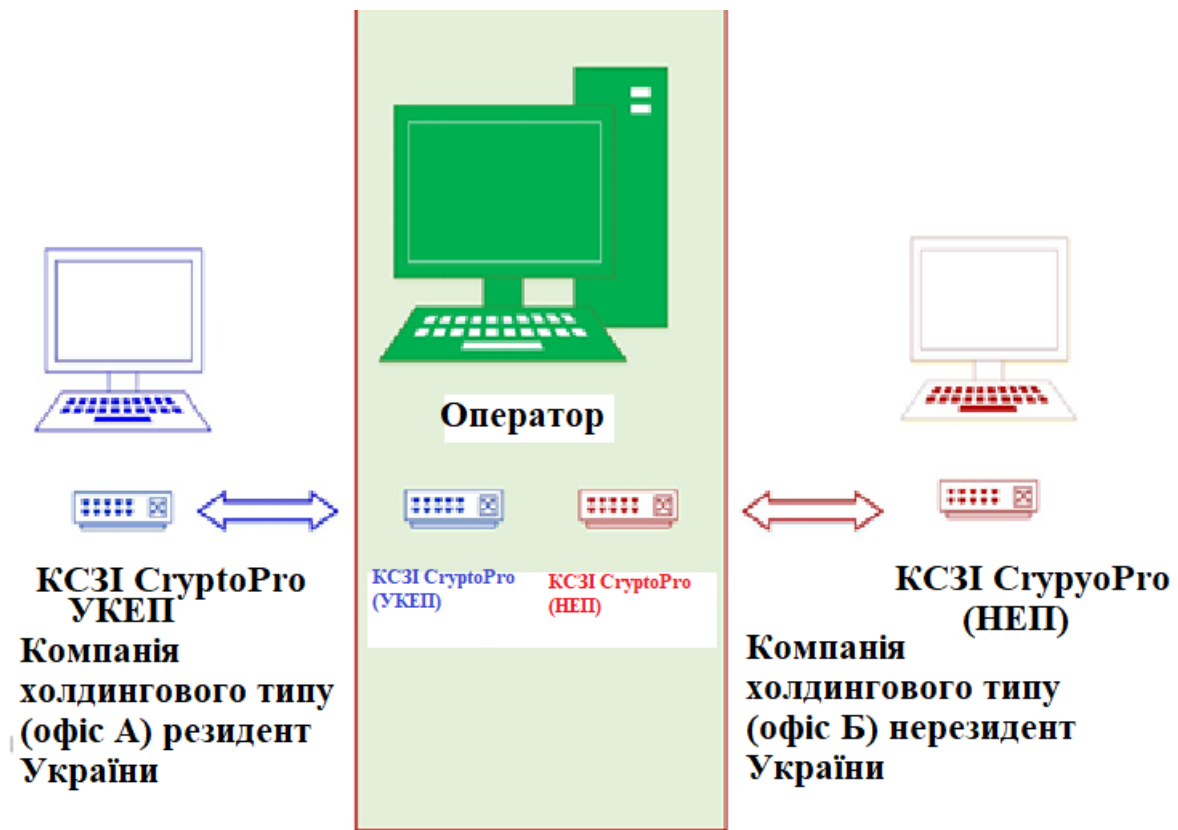 Оператор
КСЗІ CryptoPro
УКЕП
Компанія
холдингового типу
(офіс А) резидент
України
КСЗІ CryptoPro
(УКЕП)
КСЗІ CryptoPro
(НЕП)
КСЗІ CrypyoPro
(НЕП)
Компанія
холдингового типу
(офіс Б) нерезидент
України